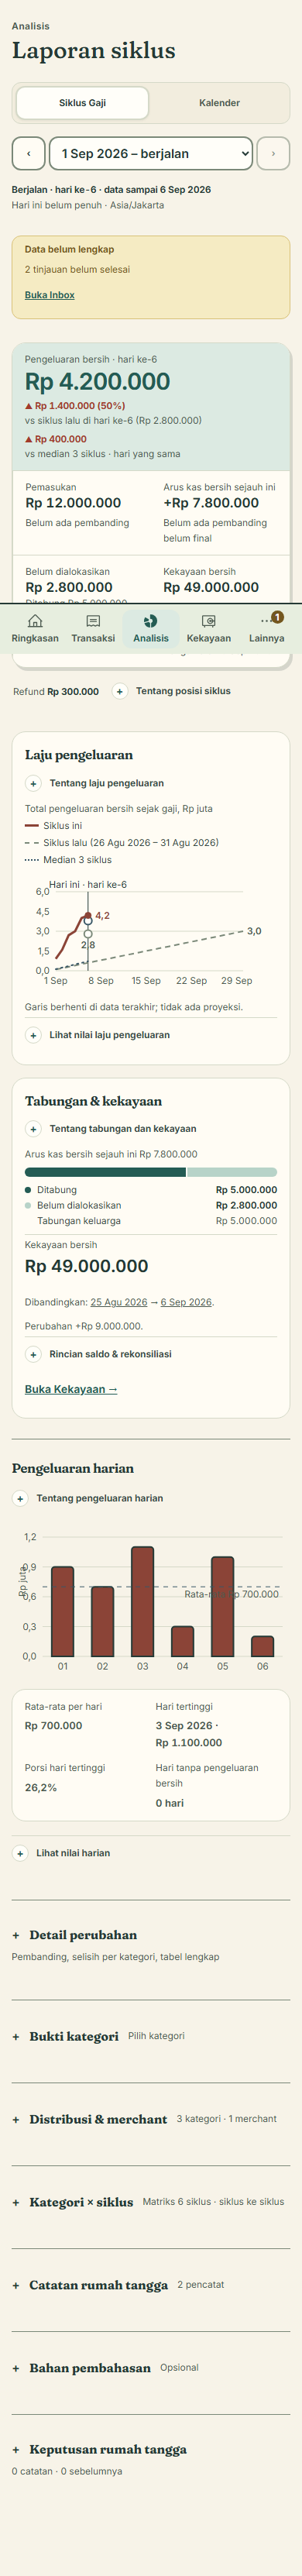 Analisis
Laporan siklus
Siklus Gaji
Kalender
1 Sep 2026 – berjalan
Berjalan · hari ke-6 · data sampai 6 Sep 2026
Hari ini belum penuh · Asia/Jakarta
Data belum lengkap
2 tinjauan belum selesai
Buka Inbox
Pengeluaran bersih · hari ke-6
Rp 4.200.000
▲ Rp 1.400.000 (50%)
vs siklus lalu di hari ke-6 (Rp 2.800.000)
▲ Rp 400.000
vs median 3 siklus · hari yang sama
Pemasukan
Rp 12.000.000
Belum ada pembanding
Arus kas bersih sejauh ini
+Rp 7.800.000
Belum ada pembanding
belum final
Belum dialokasikan
Rp 2.800.000
Kekayaan bersih
Rp 49.000.000
Ringkasan
Transaksi
Analisis
Kekayaan
1
Lainnya
Refund Rp 300.000
+ Tentang posisi siklus
Laju pengeluaran
+ Tentang laju pengeluaran
Total pengeluaran bersih sejak gaji, Rp juta
Siklus ini
Siklus lalu (26 Agu 2026 – 31 Agu 2026)
Median 3 siklus
Hari ini · hari ke-6
6,0
4,5
3,0
1,5
0,0
4,2
2,8
3,0
1 Sep
8 Sep
15 Sep
22 Sep
29 Sep
Garis berhenti di data terakhir; tidak ada proyeksi.
+ Lihat nilai laju pengeluaran
Tabungan & kekayaan
+ Tentang tabungan dan kekayaan
Arus kas bersih sejauh ini Rp 7.800.000
Ditabung Rp 5.000.000
Belum dialokasikan Rp 2.800.000
Tabungan keluarga Rp 5.000.000
Kekayaan bersih
Rp 49.000.000
Dibandingkan: 25 Agu 2026 → 6 Sep 2026.
Perubahan +Rp 9.000.000.
+ Rincian saldo & rekonsiliasi
Buka Kekayaan →
Pengeluaran harian
+ Tentang pengeluaran harian
Rp juta
1,2
0,9
0,6
0,3
0,0
Rata-rata Rp 700.000
01
02
03
04
05
06
Rata-rata per hari
Rp 700.000
Hari tertinggi
3 Sep 2026 ·
Rp 1.100.000
Porsi hari tertinggi
26,2%
Hari tanpa pengeluaran
bersih
0 hari
+ Lihat nilai harian
+ Detail perubahan
Pembanding, selisih per kategori, tabel lengkap
+ Bukti kategori Pilih kategori
+ Distribusi & merchant 3 kategori · 1 merchant
+ Kategori × siklus Matriks 6 siklus · siklus ke siklus
+ Catatan rumah tangga 2 pencatat
+ Bahan pembahasan Opsional
+ Keputusan rumah tangga
0 catatan · 0 sebelumnya